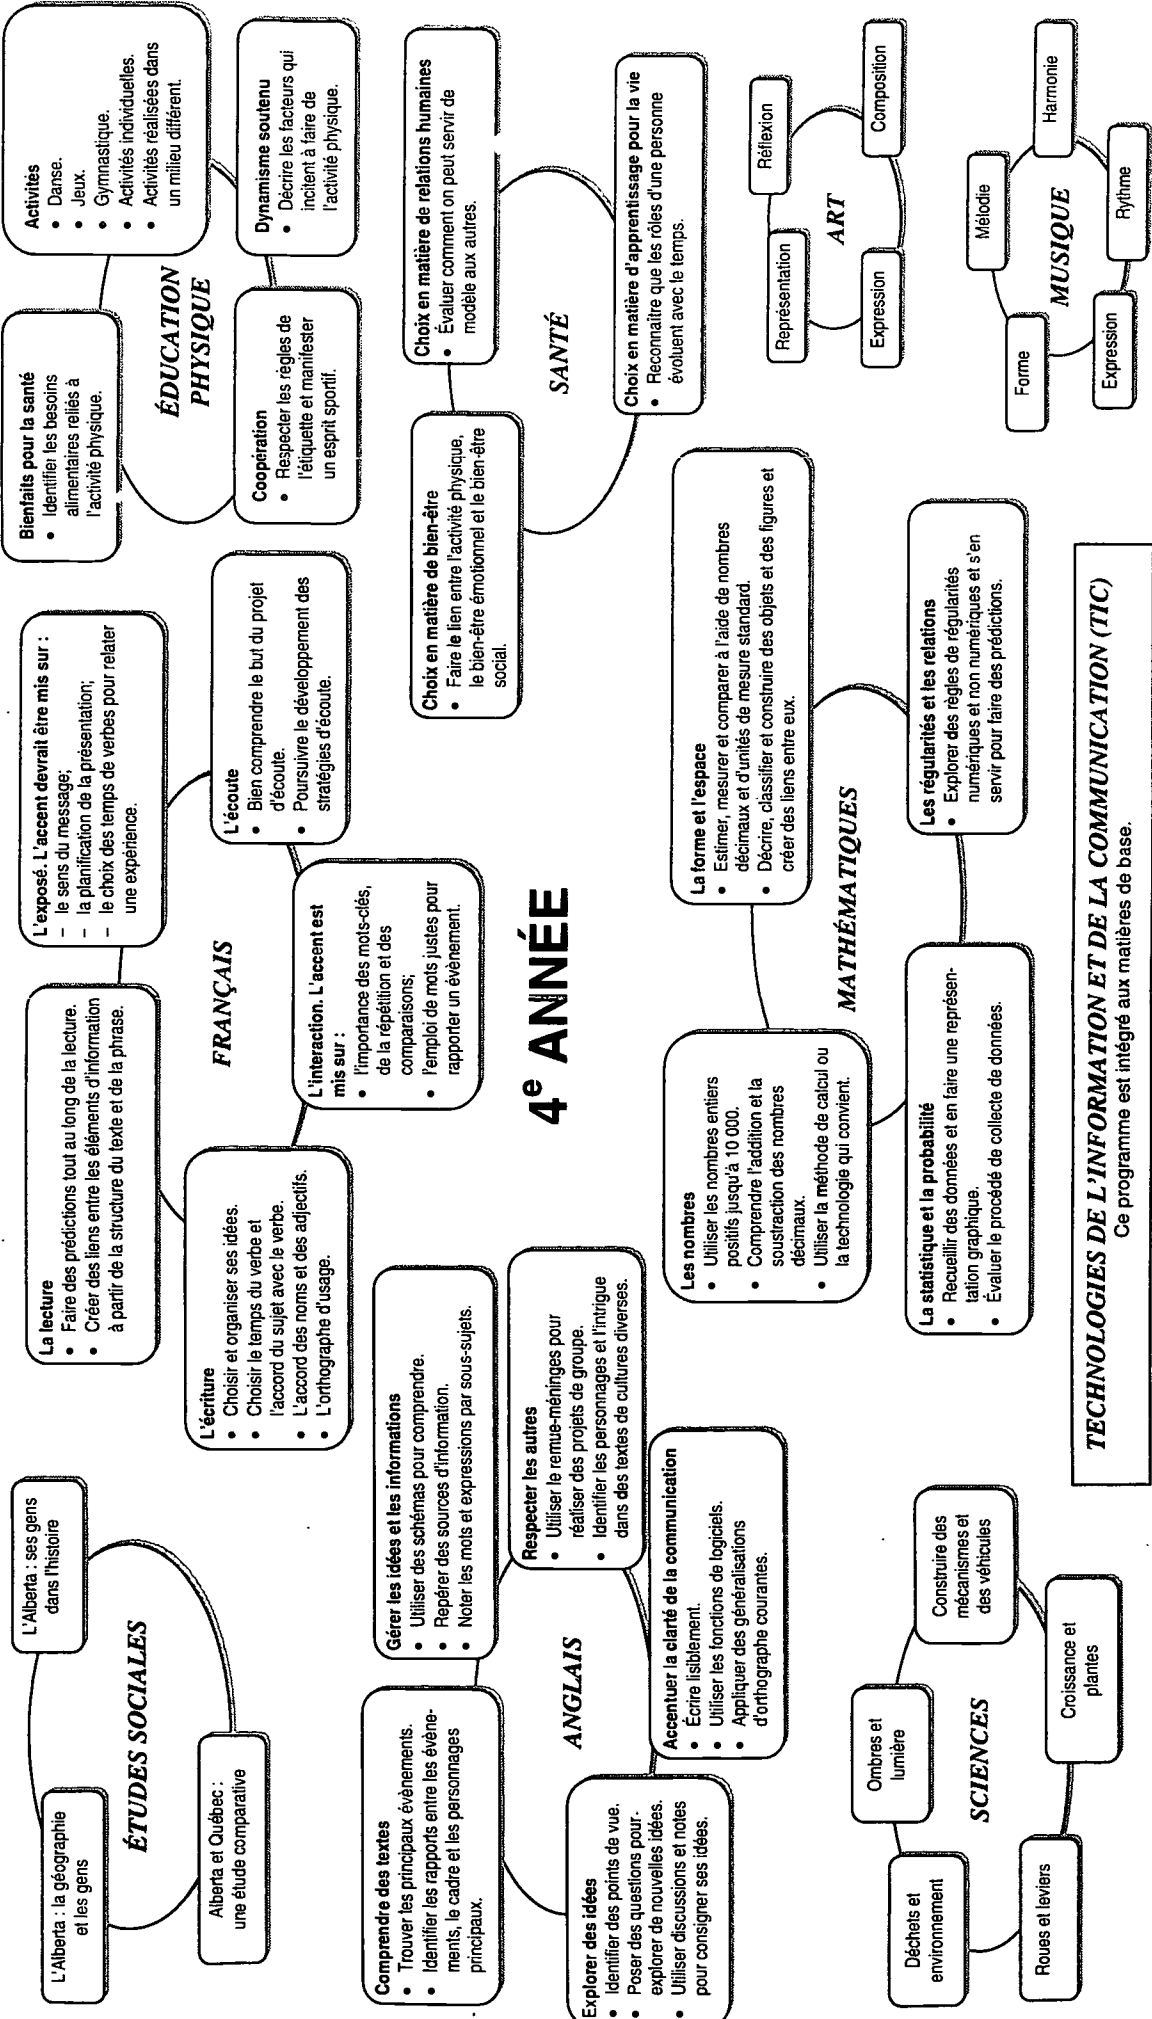 ÉTUDES SOCIALES
L'Alberta : la géographie
et les gens
L'Alberta : ses gens
dans l'histoire
Alberta et Québec :
une étude comparative
FRANÇAIS
La lecture
• Faire des prédictions tout au long de la lecture.
• Créer des liens entre les éléments d'information
à partir de la structure du texte et de la phrase.
L'exposé. L'accent devrait être mis sur :
– le sens du message;
– la planification de la présentation;
– le choix des temps de verbes pour relater
une expérience.
L'écriture
• Choisir et organiser ses idées.
• Choisir le temps du verbe et
l'accord du sujet avec le verbe.
• L'accord des noms et des adjectifs.
• L'orthographe d'usage.
L'interaction. L'accent est
mis sur :
• l'importance des mots-clés,
de la répétition et des
comparaisons;
• l'emploi de mots justes pour
rapporter un évènement.
L'écoute
• Bien comprendre le but du projet
d'écoute.
• Poursuivre le développement des
stratégies d'écoute.
ÉDUCATION
PHYSIQUE
Bienfaits pour la santé
• Identifier les besoins
alimentaires reliés à
l'activité physique.
Activités
• Danse.
• Jeux.
• Gymnastique.
• Activités individuelles.
• Activités réalisées dans
un milieu différent.
Coopération
• Respecter les règles de
l'étiquette et manifester
un esprit sportif.
Dynamisme soutenu
• Décrire les facteurs qui
incitent à faire de
l'activité physique.
4e ANNÉE
ANGLAIS
Comprendre des textes
• Trouver les principaux évènements.
• Identifier les rapports entre les évène-
ments, le cadre et les personnages
principaux.
Gérer les idées et les informations
• Utiliser des schémas pour comprendre.
• Repérer des sources d'information.
• Noter les mots et expressions par sous-sujets.
Respecter les autres
• Utiliser le remue-méninges pour
réaliser des projets de groupe.
• Identifier les personnages et l'intrigue
dans des textes de cultures diverses.
Explorer des idées
• Identifier des points de vue.
• Poser des questions pour
explorer de nouvelles idées.
• Utiliser discussions et notes
pour consigner ses idées.
Accentuer la clarté de la communication
• Écrire lisiblement.
• Utiliser les fonctions de logiciels.
• Appliquer des généralisations
d'orthographe courantes.
SANTÉ
Choix en matière de bien-être
• Faire le lien entre l'activité physique,
le bien-être émotionnel et le bien-être
social.
Choix en matière de relations humaines
• Évaluer comment on peut servir de
modèle aux autres.
Choix en matière d'apprentissage pour la vie
• Reconnaitre que les rôles d'une personne
évoluent avec le temps.
MATHÉMATIQUES
Les nombres
• Utiliser les nombres entiers
positifs jusqu'à 10 000.
• Comprendre l'addition et la
soustraction des nombres
décimaux.
• Utiliser la méthode de calcul ou
la technologie qui convient.
La forme et l'espace
• Estimer, mesurer et comparer à l'aide de nombres
décimaux et d'unités de mesure standard.
• Décrire, classifier et construire des objets et des figures et
créer des liens entre eux.
La statistique et la probabilité
• Recueillir des données et en faire une représen-
tation graphique.
• Évaluer le procédé de collecte de données.
Les régularités et les relations
• Explorer des règles de régularités
numériques et non numériques et s'en
servir pour faire des prédictions.
ART
Représentation
Réflexion
Expression
Composition
MUSIQUE
Forme
Mélodie
Harmonie
Expression
Rythme
SCIENCES
Déchets et
environnement
Ombres et
lumière
Construire des
mécanismes et
des véhicules
Roues et leviers
Croissance et
plantes
TECHNOLOGIES DE L'INFORMATION ET DE LA COMMUNICATION (TIC)
Ce programme est intégré aux matières de base.